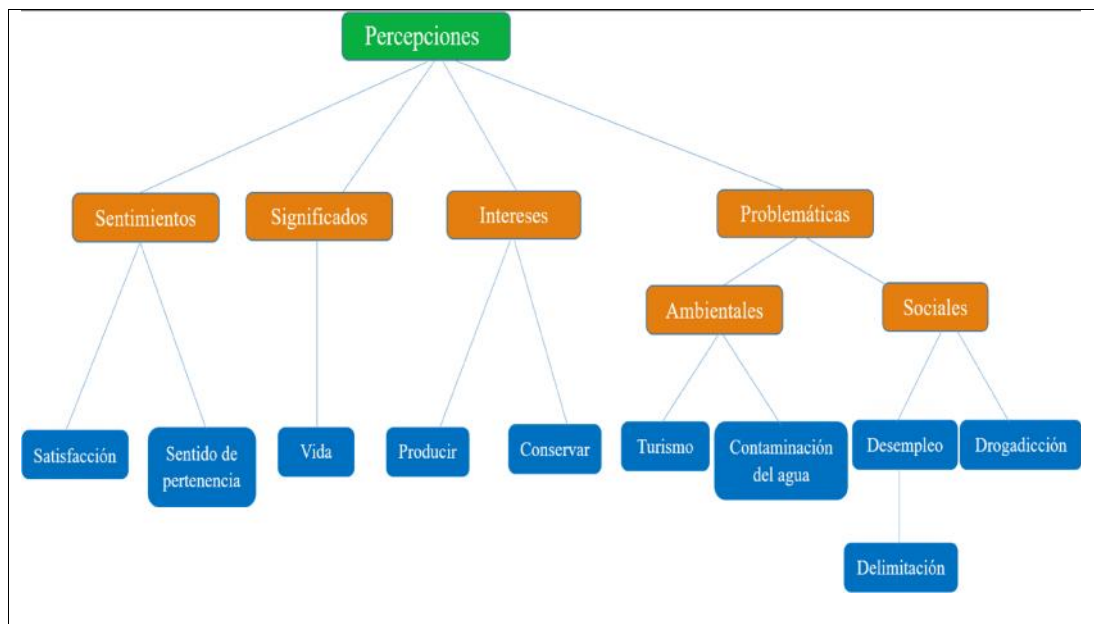 Percepciones
Sentimientos
Significados
Intereses
Problemáticas
Ambientales
Sociales
Satisfacción
Sentido de
pertenencia
Vida
Producir
Conservar
Turismo
Contaminación
del agua
Desempleo
Drogadicción
Delimitación